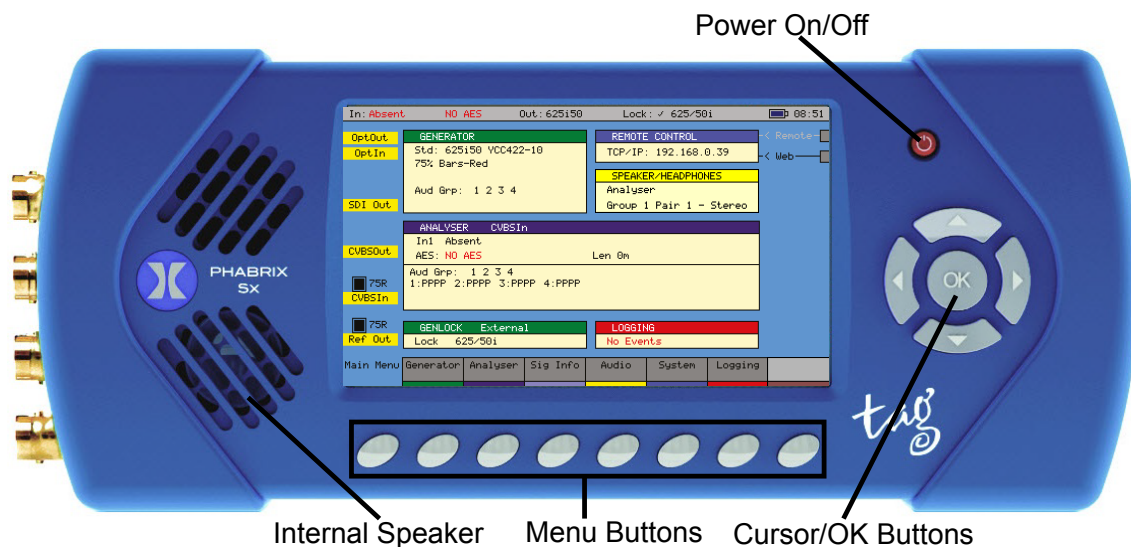 Power On/Off
In: Absent NO AES Out: 625i50 Lock: ✓ 625/50i 08:51
OptOut
OptIn
SDI Out
CVBSOut
75R
CVBSIn
75R
Ref Out
GENERATOR
Std: 625i50 YCC422-10
75% Bars-Red
Aud Grp: 1 2 3 4
REMOTE CONTROL
TCP/IP: 192.168.0.39
< Remote
< Web
SPEAKER/HEADPHONES
Analyser
Group 1 Pair 1 - Stereo
ANALYSER CVBSIn
In1 Absent
AES: NO AES Len 0m
Aud Grp: 1 2 3 4
1:PPPP 2:PPPP 3:PPPP 4:PPPP
GENLOCK External
Lock 625/50i
LOGGING
No Events
Main Menu Generator Analyser Sig Info Audio System Logging
PHABRIX
Sx
OK
tag
Internal Speaker Menu Buttons Cursor/OK Buttons